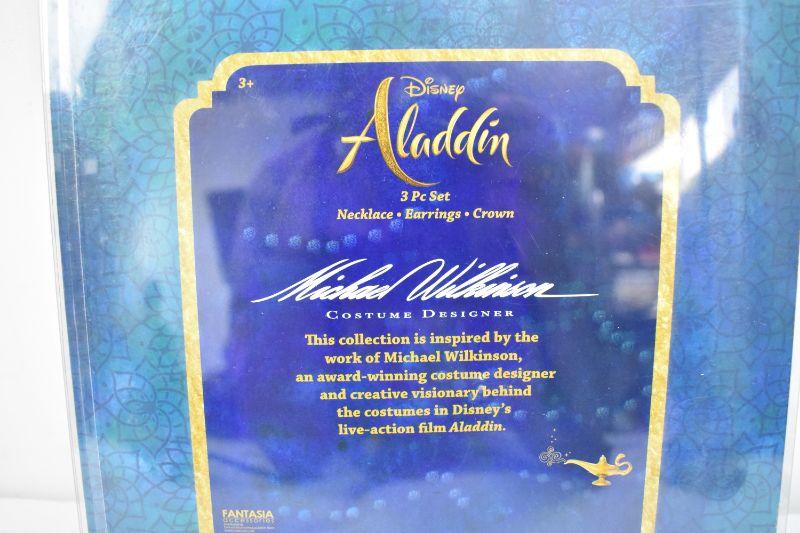 3+
Disney
Aladdin
3 Pc Set
Necklace • Earrings • Crown
Michael Wilkinson
COSTUME DESIGNER
This collection is inspired by the
work of Michael Wilkinson,
an award-winning costume designer
and creative visionary behind
the costumes in Disney's
live-action film Aladdin.
FANTASIA
accessories